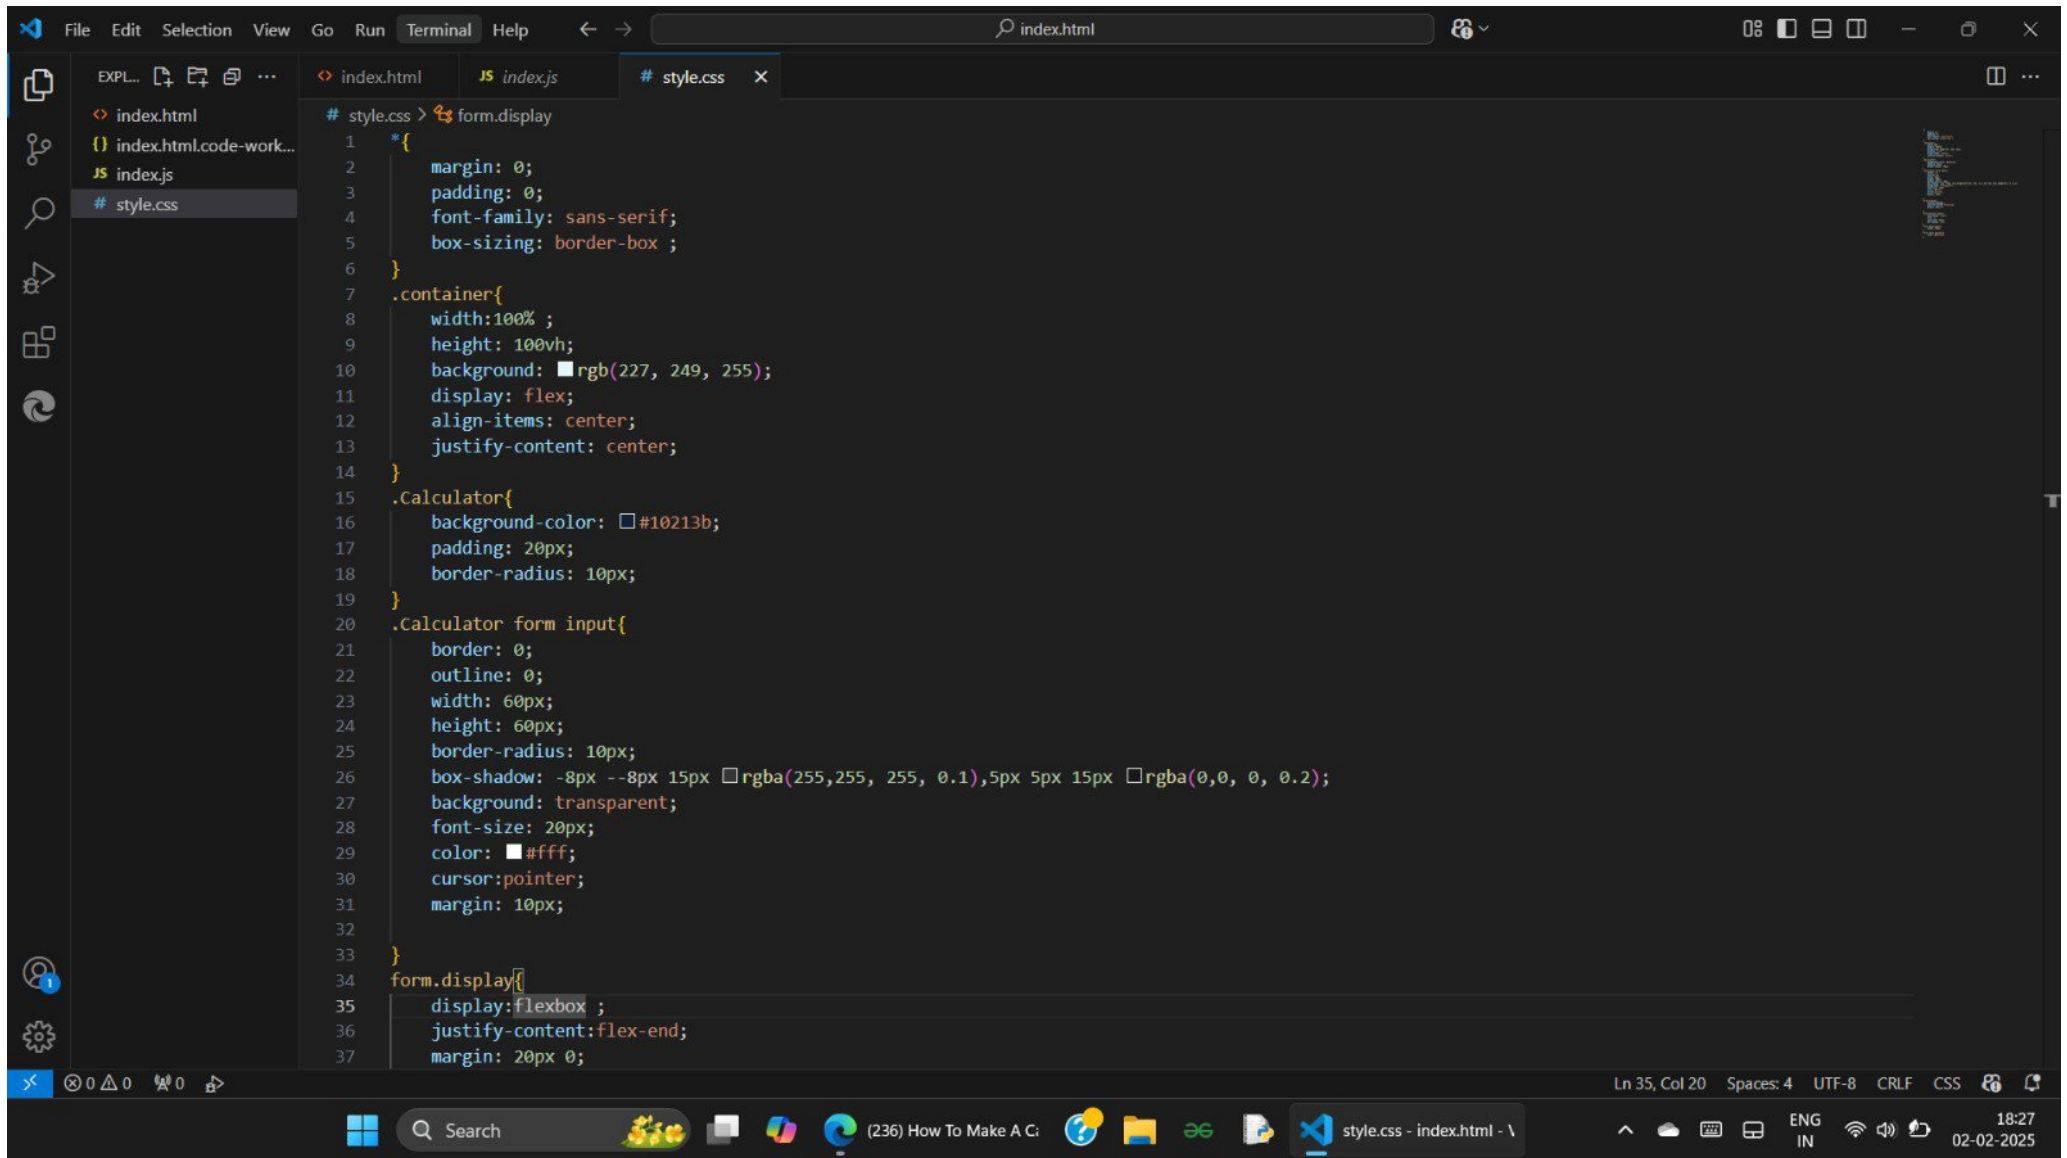 File Edit Selection View Go Run Terminal Help
index.html
EXPL...
index.html
JS index.js
# style.css
index.html
{} index.html.code-work...
JS index.js
# style.css
# style.css > form.display
1 *{
2 margin: 0;
3 padding: 0;
4 font-family: sans-serif;
5 box-sizing: border-box ;
6 }
7 .container{
8 width:100% ;
9 height: 100vh;
10 background: rgb(227, 249, 255);
11 display: flex;
12 align-items: center;
13 justify-content: center;
14 }
15 .Calculator{
16 background-color: #10213b;
17 padding: 20px;
18 border-radius: 10px;
19 }
20 .Calculator form input{
21 border: 0;
22 outline: 0;
23 width: 60px;
24 height: 60px;
25 border-radius: 10px;
26 box-shadow: -8px --8px 15px rgba(255,255, 255, 0.1),5px 5px 15px rgba(0,0, 0, 0.2);
27 background: transparent;
28 font-size: 20px;
29 color: #fff;
30 cursor:pointer;
31 margin: 10px;
32
33 }
34 form.display{
35 display:flexbox ;
36 justify-content:flex-end;
37 margin: 20px 0;
1
0 0 0
Ln 35, Col 20 Spaces: 4 UTF-8 CRLF CSS
Search
(236) How To Make A Ca
style.css - index.html - V
ENG
IN
18:27
02-02-2025